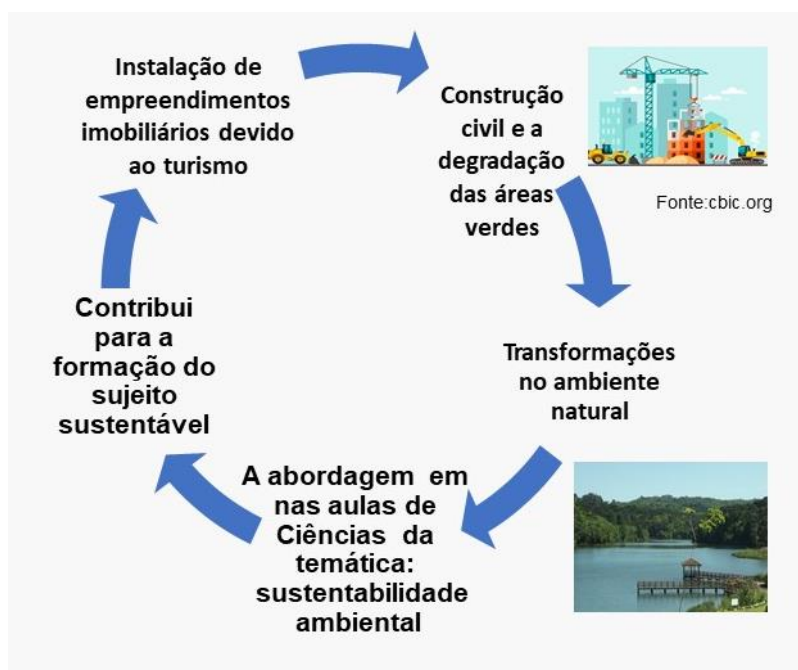 Instalação de
empreendimentos
imobiliários devido
ao turismo
Construção
civil e a
degradação
das áreas
verdes
Fonte:cbic.org
Transformações
no ambiente
natural
A abordagem em
nas aulas de
Ciências da
temática:
sustentabilidade
ambiental
Contribui
para a
formação do
sujeito
sustentável